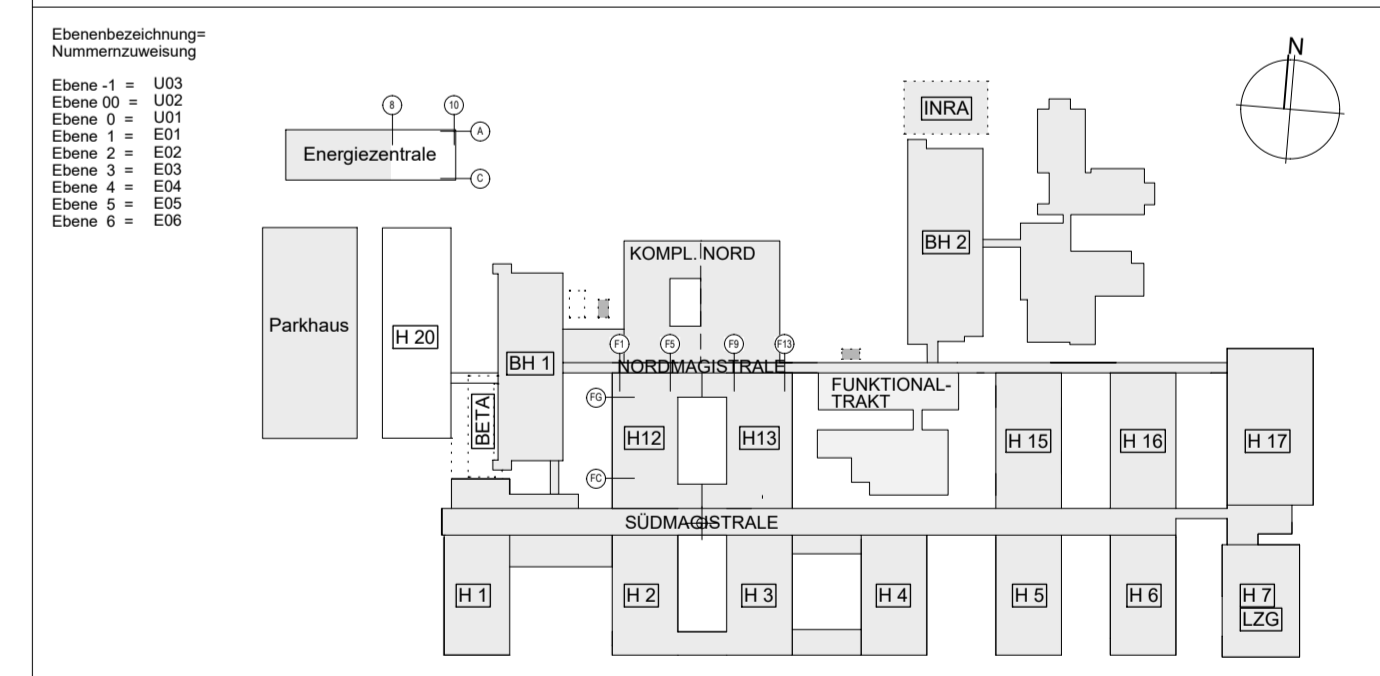 Ebenenbezeichnung=
Nummernzuweisung
Ebene -1 = U03
Ebene 00 = U02
Ebene 0 = U01
Ebene 1 = E01
Ebene 2 = E02
Ebene 3 = E03
Ebene 4 = E04
Ebene 5 = E05
Ebene 6 = E06
N
8
10
A
C
Energiezentrale
INRA
BH 2
KOMPL. NORD
Parkhaus
H 20
BH 1
F1
F5
F9
F13
NORDMAGISTRALE
FUNKTIONAL-
TRAKT
BETA
FG
H12
H13
H 15
H 16
H 17
FC
SÜDMAGISTRALE
H 1
H 2
H 3
H 4
H 5
H 6
H 7
LZG